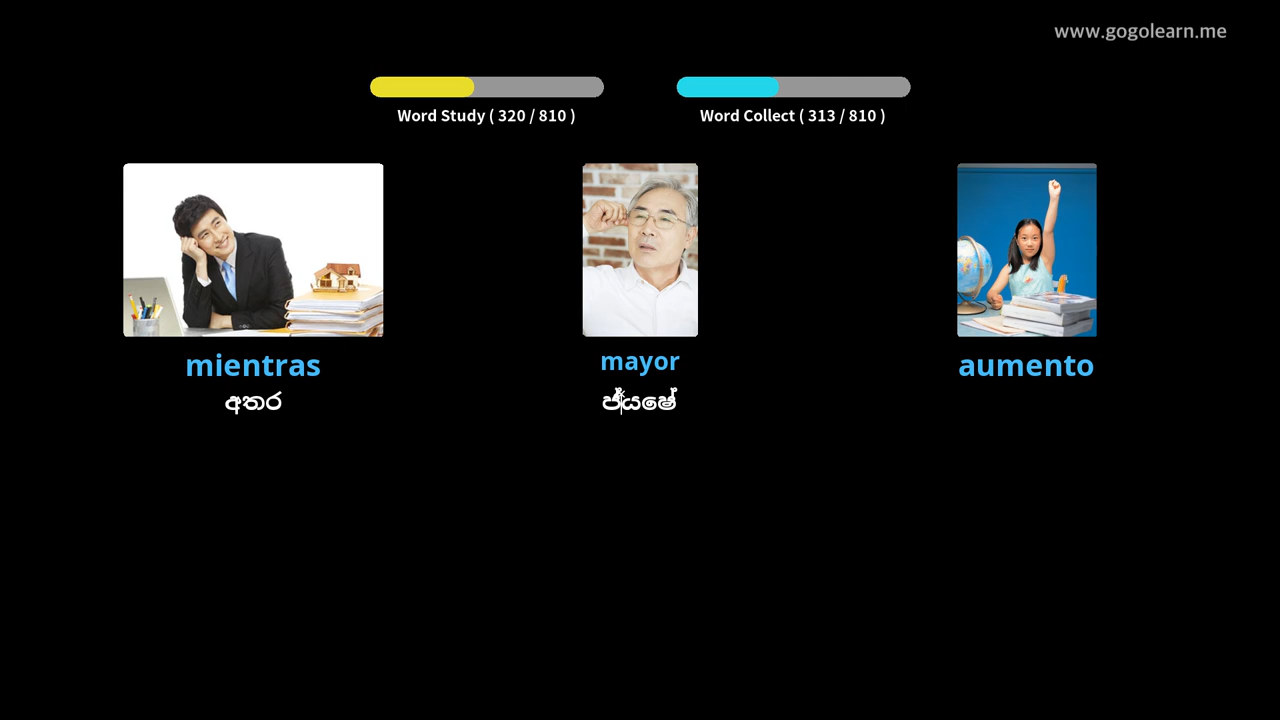 www.gogolearn.me
Word Study ( 320 / 810 )
Word Collect ( 313 / 810 )
mientras
mayor
aumento
අතර